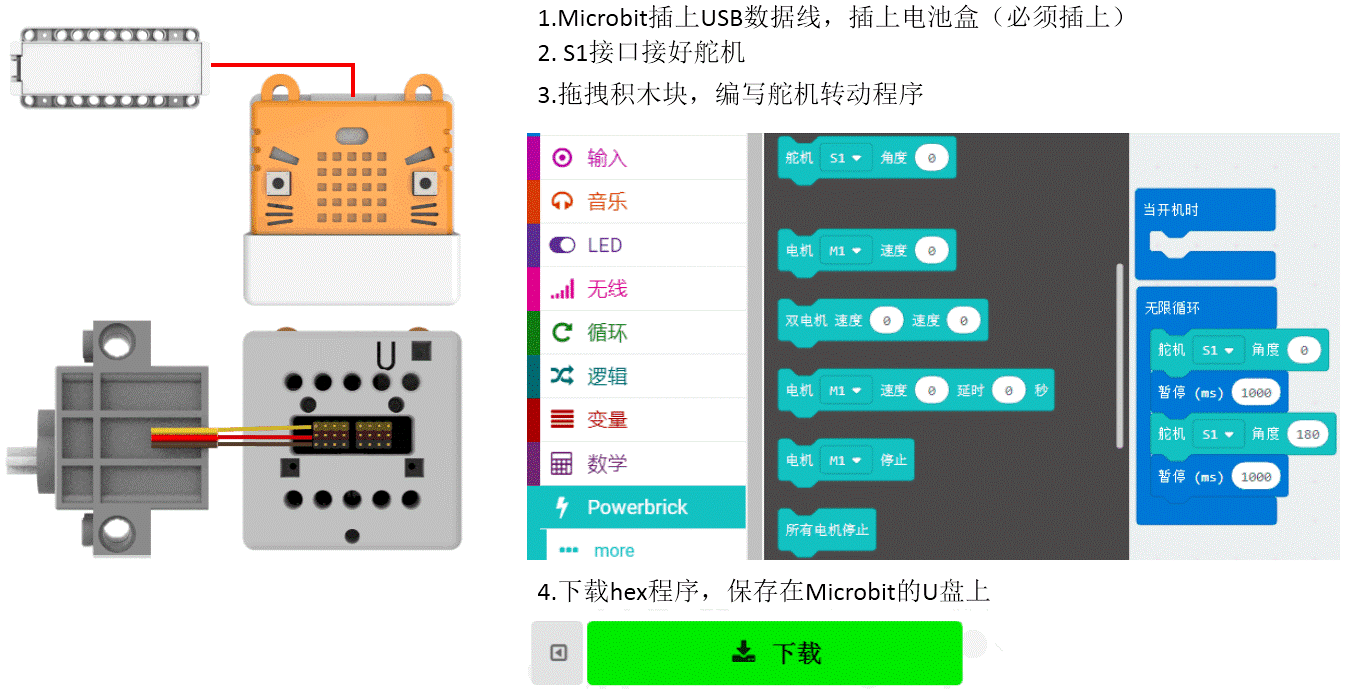 1.Microbit插上USB数据线，插上电池盒（必须插上）
2. S1接口接好舵机
3.拖拽积木块，编写舵机转动程序
输入
音乐
LED
无线
循环
逻辑
变量
数学
Powerbrick
more
舵机 S1 角度 0
电机 M1 速度 0
双电机 速度 0 速度 0
电机 M1 速度 0 延时 0 秒
电机 M1 停止
所有电机停止
当开机时
无限循环
舵机 S1 角度 0
暂停 (ms) 1000
舵机 S1 角度 180
暂停 (ms) 1000
U
4.下载hex程序，保存在Microbit的U盘上
下载